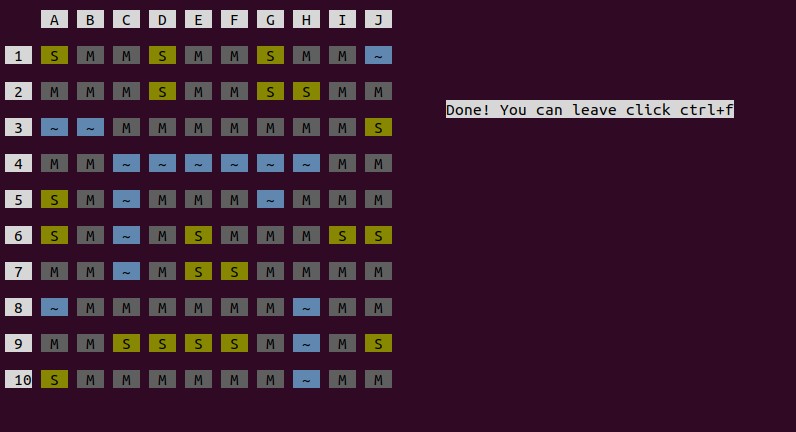 A B C D E F G H I J
1 S M M S M M S M M ~
2 M M M S M M S S M M
Done! You can leave click ctrl+f
3 ~ ~ M M M M M M M S
4 M M ~ ~ ~ ~ ~ ~ M M
5 S M ~ M M M ~ M M M
6 S M ~ M S M M M S S
7 M M ~ M S S M M M M
8 ~ M M M M M M ~ M M
9 M M S S S S M ~ M S
10 S M M M M M M ~ M M